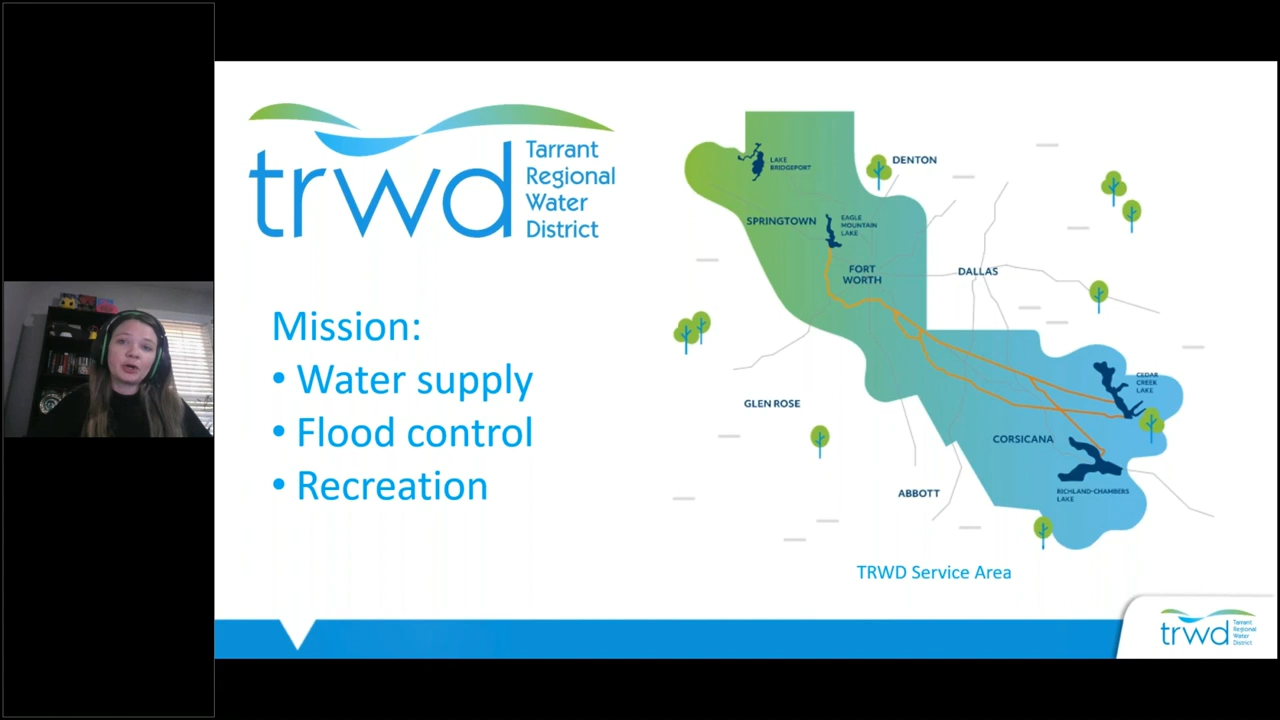 trwd
Tarrant
Regional
Water
District
Mission:
• Water supply
• Flood control
• Recreation
LAKE
BRIDGEPORT
DENTON
SPRINGTOWN
EAGLE
MOUNTAIN
LAKE
FORT
WORTH
DALLAS
CEDAR
CREEK
LAKE
GLEN ROSE
CORSICANA
RICHLAND-CHAMBERS
LAKE
ABBOTT
TRWD Service Area
trwd
Tarrant
Regional
Water
District